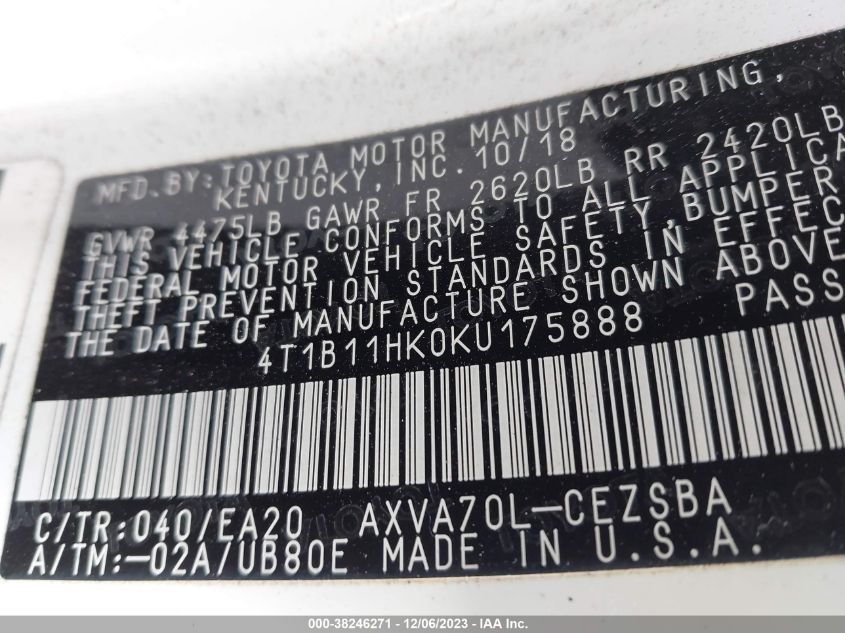 MFD. BY: TOYOTA MOTOR MANUFACTURING,
KENTUCKY, INC. 10/18
GVWR 4475LB GAWR FR 2620LB RR 2420LB
THIS VEHICLE CONFORMS TO ALL APPLICA
FEDERAL MOTOR VEHICLE SAFETY, BUMPER
THEFT PREVENTION STANDARDS IN EFFEC
THE DATE OF MANUFACTURE SHOWN ABOVE
4T1B11HK0KU175888 PASS
C/TR:040/EA20 AXVA70L-CEZSBA
A/TM:-02A/UB80E MADE IN U.S.A.
000-38246271 - 12/06/2023 - IAA Inc.